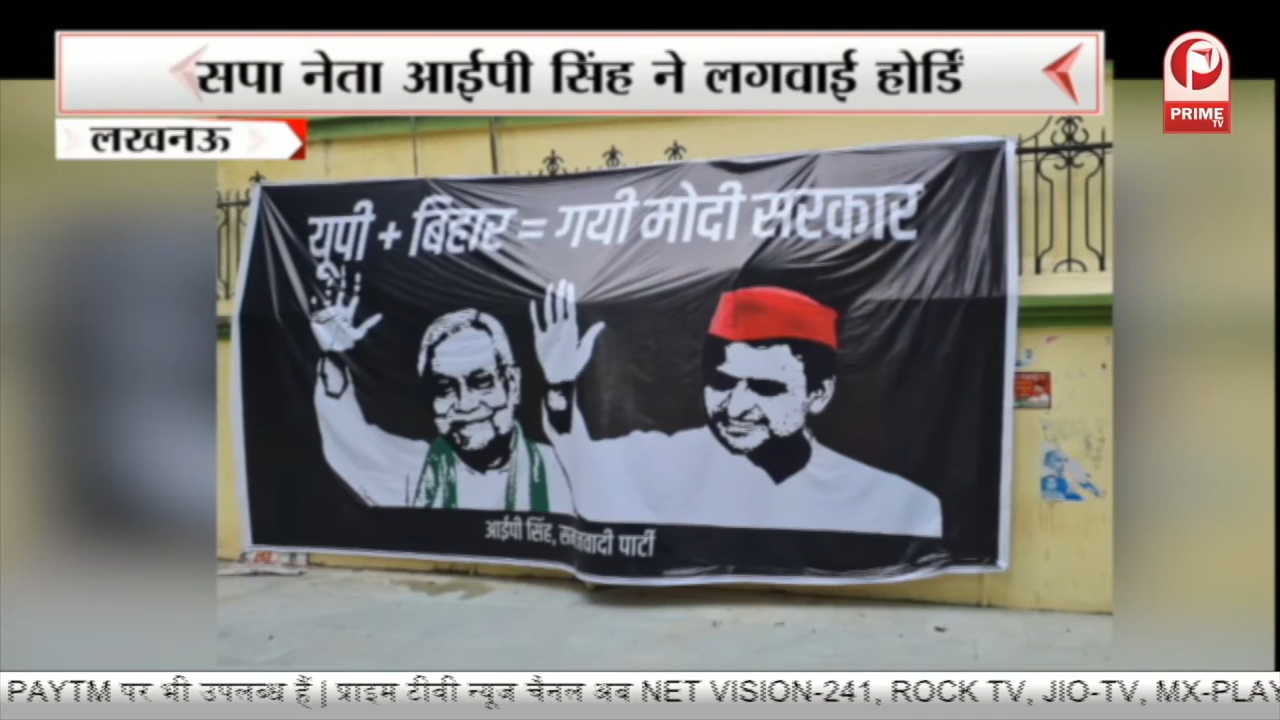 सपा नेता आईपी सिंह ने लगवाई होर्डिं
PRIME
TV
लखनऊ
यूपी + बिहार = गयी मोदी सरकार
आईपी सिंह, समाजवादी पार्टी
PAYTM पर भी उपलब्ध हैं | प्राइम टीवी न्यूज चैनल अब NET VISION-241, ROCK TV, JIO-TV, MX-PLAY